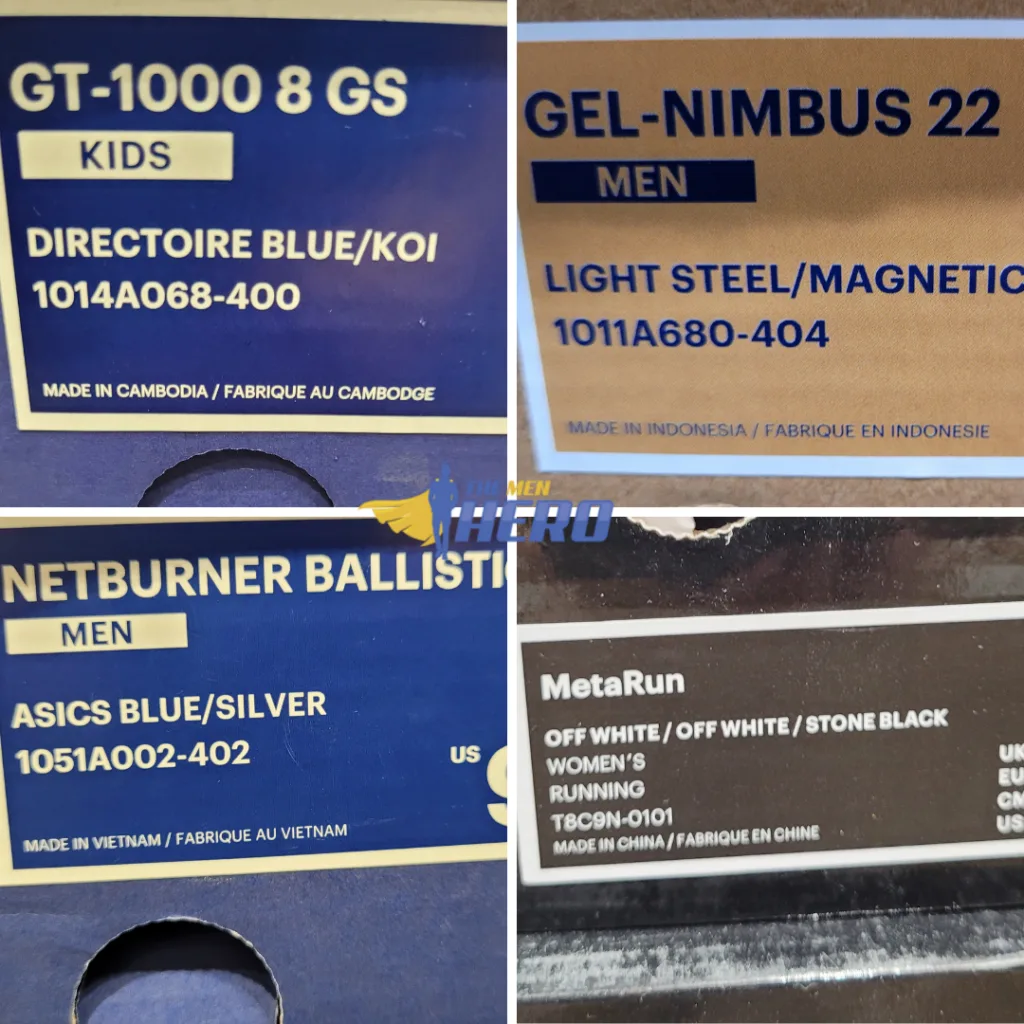 GT-1000 8 GS
KIDS
DIRECTOIRE BLUE/KOI
1014A068-400
MADE IN CAMBODIA / FABRIQUE AU CAMBODGE
GEL-NIMBUS 22
MEN
LIGHT STEEL/MAGNETIC
1011A680-404
MADE IN INDONESIA / FABRIQUE EN INDONESIE
THE MEN
HERO
NETBURNER BALLISTI
MEN
ASICS BLUE/SILVER
1051A002-402
US
MADE IN VIETNAM / FABRIQUE AU VIETNAM
MetaRun
OFF WHITE / OFF WHITE / STONE BLACK
WOMEN'S
RUNNING
T8C9N-0101
MADE IN CHINA / FABRIQUE EN CHINE
UK
EU
CM
US